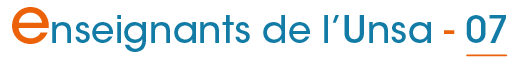 enseignants de l'Unsa - 07